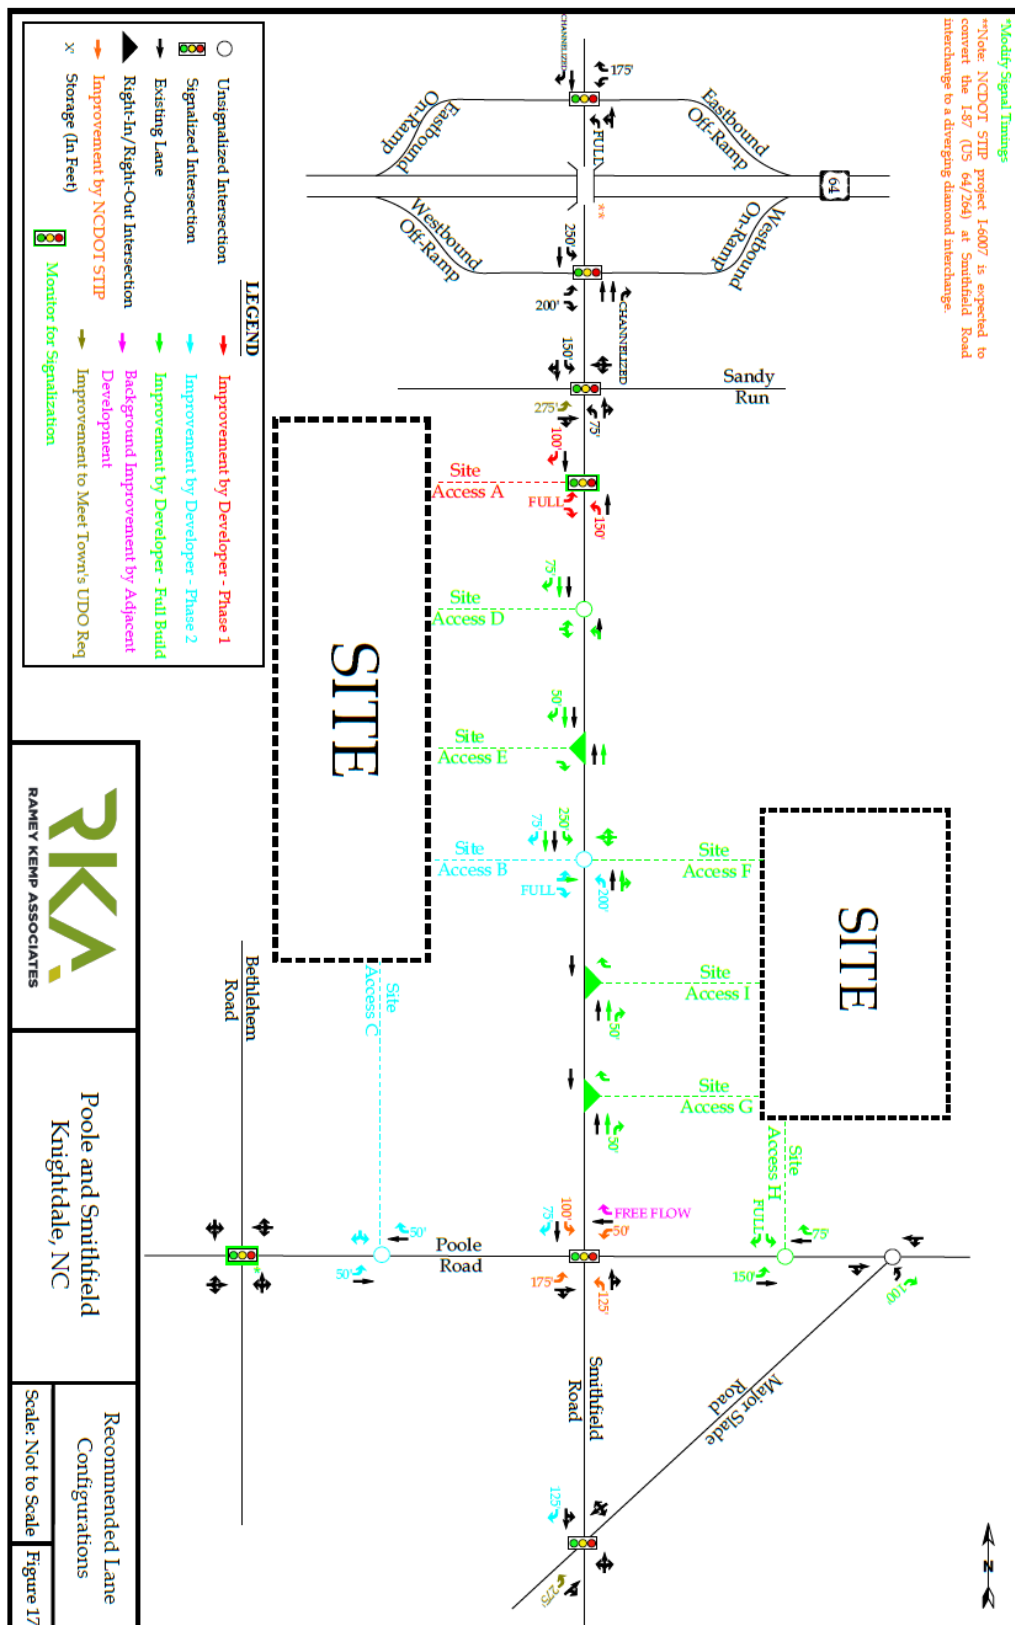 *Modify Signal Timings
**Note: NCDOT STIP project I-6007 is expected to
convert the I-87 (US 64/264) at Smithfield Road
interchange to a diverging diamond interchange.
N
64
Eastbound
Off-Ramp
Westbound
On-Ramp
Eastbound
On-Ramp
Westbound
Off-Ramp
CHANNELIZED
175'
FULL
**
250'
200'
CHANNELIZED
150'
Sandy
Run
275'
75'
100'
Site
Access A
FULL
150'
75'
Site
Access D
50'
Site
Access E
250'
75'
Site
Access B
FULL
200'
Site
Access F
Site
Access I
50'
Site
Access G
50'
SITE
SITE
Site
Access C
Site
Access H
Bethlehem
Road
*
50'
50'
Poole
Road
100'
75'
FREE FLOW
50'
175'
125'
FULL
75'
150'
100'
Major Slade
Road
Smithfield
Road
125'
275'
LEGEND
Unsignalized Intersection
Signalized Intersection
Existing Lane
Right-In/Right-Out Intersection
Improvement by NCDOT STIP
X' Storage (In Feet)
Improvement by Developer - Phase 1
Improvement by Developer - Phase 2
Improvement by Developer - Full Build
Background Improvement by Adjacent
Development
Improvement to Meet Town's UDO Req
Monitor for Signalization
RKA
RAMEY KEMP ASSOCIATES
Poole and Smithfield
Knightdale, NC
Recommended Lane
Configurations
Scale: Not to Scale
Figure 17